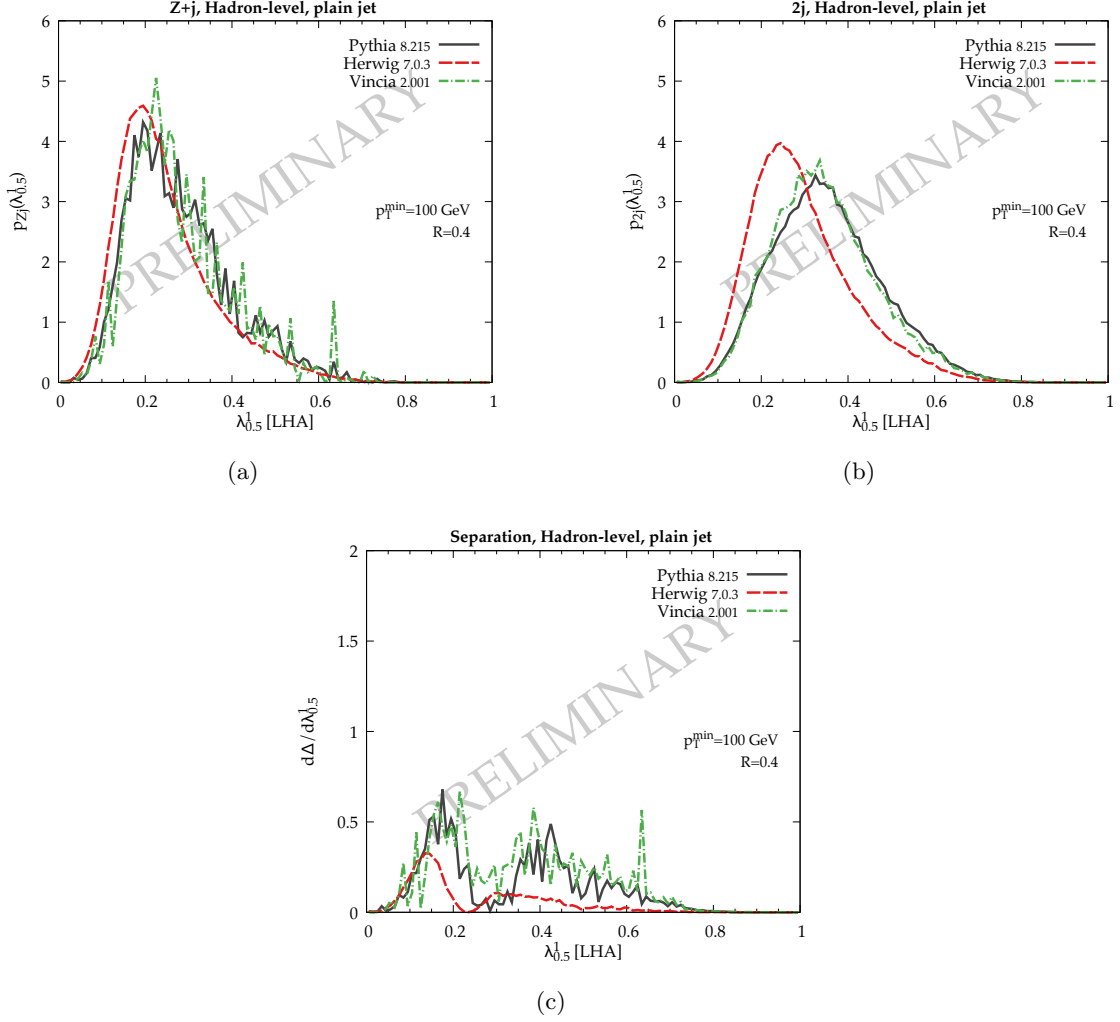 Z+j, Hadron-level, plain jet
6
5
4
3
2
1
0
0 0.2 0.4 0.6 0.8 1
p_Zj(λ^1_0.5)
λ^1_0.5 [LHA]
Pythia 8.215
Herwig 7.0.3
Vincia 2.001
p_T^min=100 GeV
R=0.4
PRELIMINARY
(a)
2j, Hadron-level, plain jet
6
5
4
3
2
1
0
0 0.2 0.4 0.6 0.8 1
p_2j(λ^1_0.5)
λ^1_0.5 [LHA]
Pythia 8.215
Herwig 7.0.3
Vincia 2.001
p_T^min=100 GeV
R=0.4
PRELIMINARY
(b)
Separation, Hadron-level, plain jet
2
1.5
1
0.5
0
0 0.2 0.4 0.6 0.8 1
dΔ/dλ^1_0.5
λ^1_0.5 [LHA]
Pythia 8.215
Herwig 7.0.3
Vincia 2.001
p_T^min=100 GeV
R=0.4
PRELIMINARY
(c)